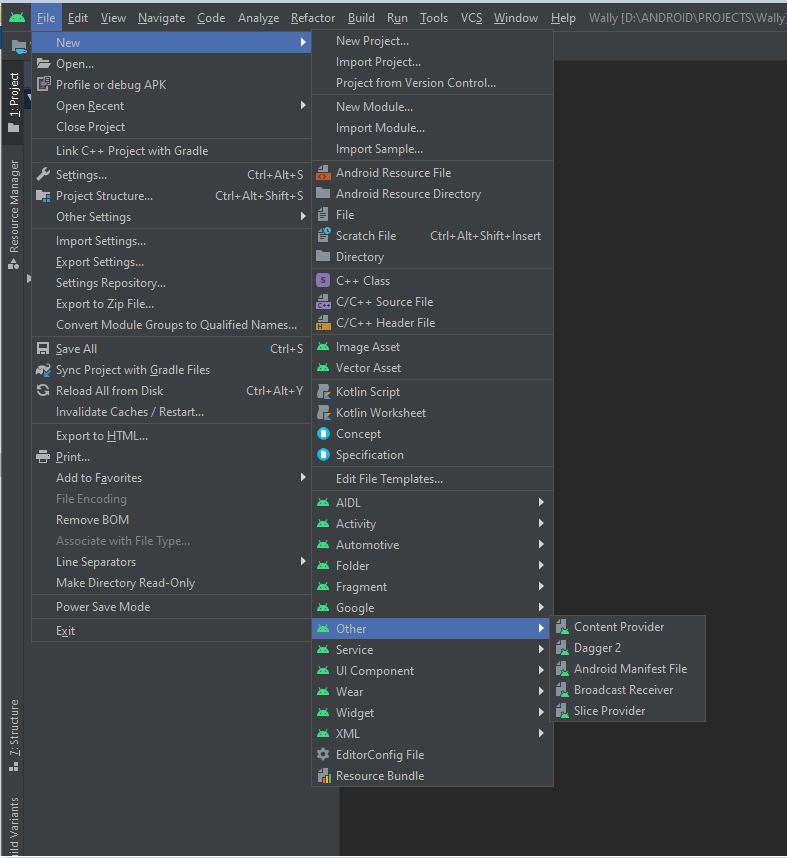 File Edit View Navigate Code Analyze Refactor Build Run Tools VCS Window Help Wally [D:\ANDROID\PROJECTS\Wally]
1: Project
Resource Manager
7: Structure
ild Variants
New
Open...
Profile or debug APK
Open Recent
Close Project
Link C++ Project with Gradle
Settings... Ctrl+Alt+S
Project Structure... Ctrl+Alt+Shift+S
Other Settings
Import Settings...
Export Settings...
Settings Repository...
Export to Zip File...
Convert Module Groups to Qualified Names...
Save All Ctrl+S
Sync Project with Gradle Files
Reload All from Disk Ctrl+Alt+Y
Invalidate Caches / Restart...
Export to HTML...
Print...
Add to Favorites
File Encoding
Remove BOM
Associate with File Type...
Line Separators
Make Directory Read-Only
Power Save Mode
Exit
New Project...
Import Project...
Project from Version Control...
New Module...
Import Module...
Import Sample...
Android Resource File
Android Resource Directory
File
Scratch File Ctrl+Alt+Shift+Insert
Directory
S C++ Class
C++ C/C++ Source File
H C/C++ Header File
Image Asset
Vector Asset
Kotlin Script
Kotlin Worksheet
Concept
Specification
Edit File Templates...
AIDL
Activity
Automotive
Folder
Fragment
Google
Other
Service
UI Component
Wear
Widget
XML
EditorConfig File
Resource Bundle
Content Provider
Dagger 2
Android Manifest File
Broadcast Receiver
Slice Provider